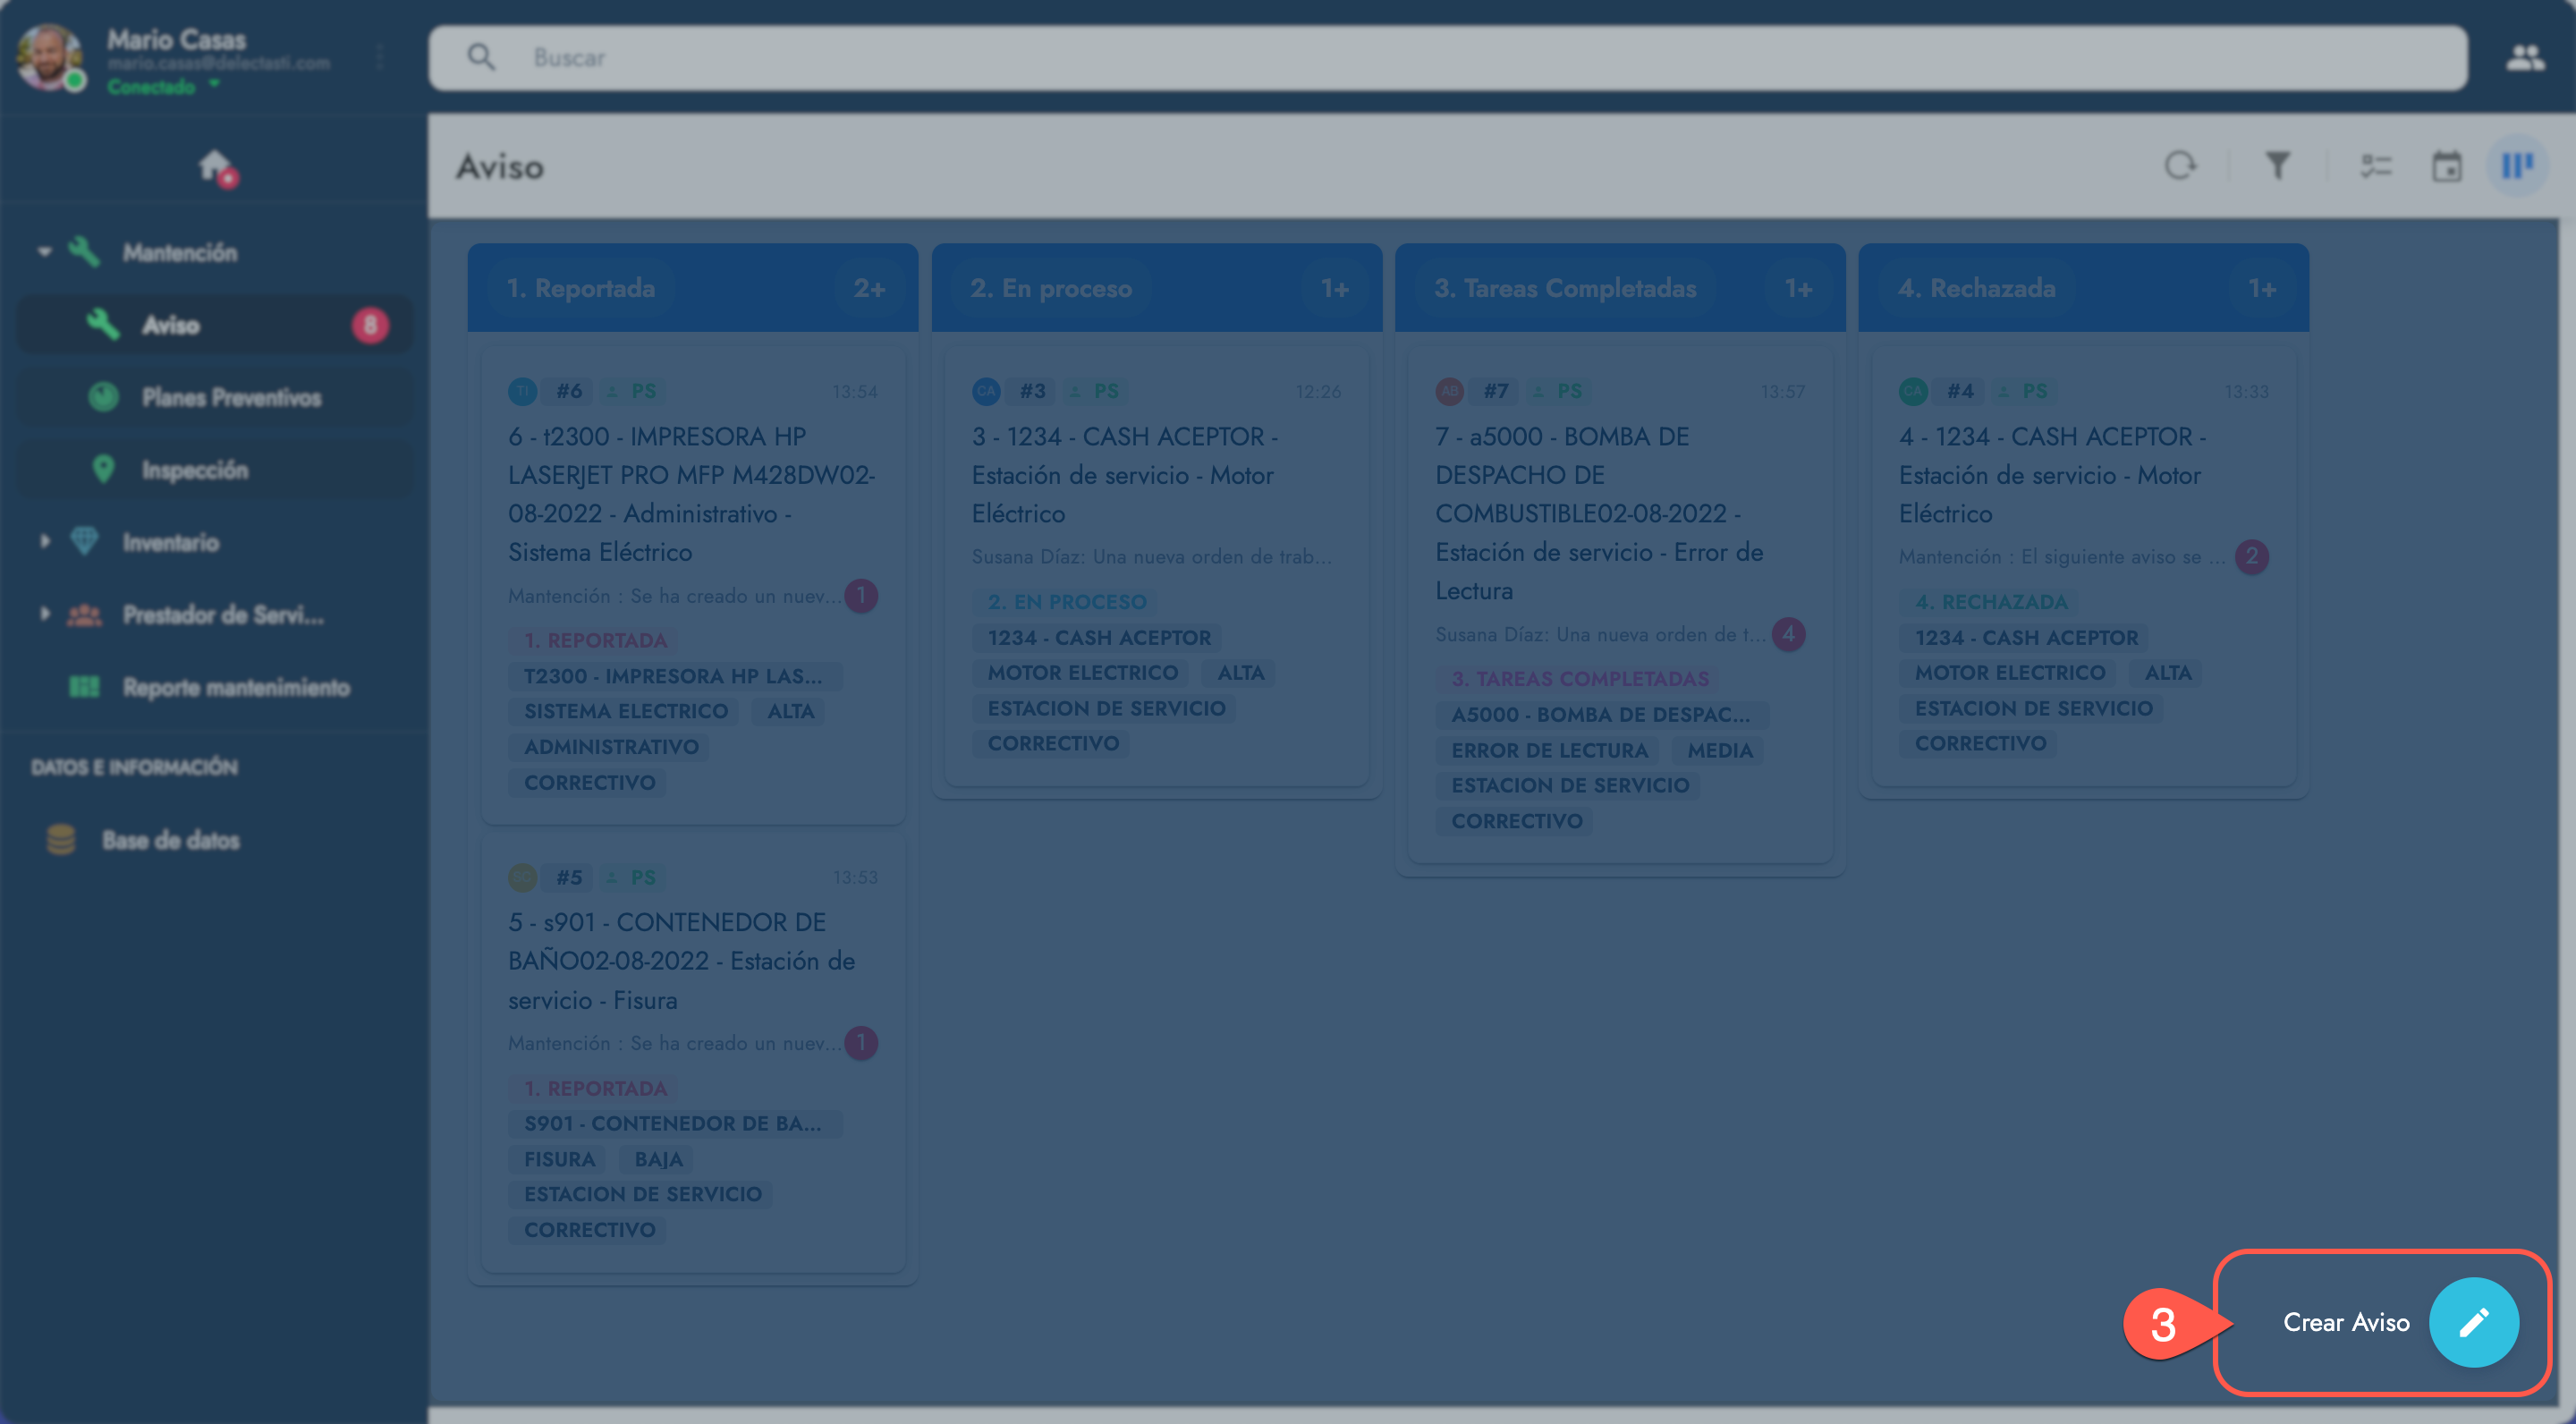 Mario Casas
mario.casas@delectasti.com
Conectado
Buscar
Aviso
Mantención
Aviso 8
Planes Preventivos
Inspección
Inventario
Prestador de Servi...
Reporte mantenimiento
DATOS E INFORMACIÓN
Base de datos
1. Reportada 2+
TI #6 PS 13:54
6 - t2300 - IMPRESORA HP
LASERJET PRO MFP M428DW02-
08-2022 - Administrativo -
Sistema Eléctrico
Mantención : Se ha creado un nuev... 1
1. REPORTADA
T2300 - IMPRESORA HP LAS...
SISTEMA ELECTRICO ALTA
ADMINISTRATIVO
CORRECTIVO
SG #5 PS 13:53
5 - s901 - CONTENEDOR DE
BAÑO02-08-2022 - Estación de
servicio - Fisura
Mantención : Se ha creado un nuev... 1
1. REPORTADA
S901 - CONTENEDOR DE BA...
FISURA BAJA
ESTACION DE SERVICIO
CORRECTIVO
2. En proceso 1+
CA #3 PS 12:26
3 - 1234 - CASH ACEPTOR -
Estación de servicio - Motor
Eléctrico
Susana Díaz: Una nueva orden de trab...
2. EN PROCESO
1234 - CASH ACEPTOR
MOTOR ELECTRICO ALTA
ESTACION DE SERVICIO
CORRECTIVO
3. Tareas Completadas 1+
AB #7 PS 13:57
7 - a5000 - BOMBA DE
DESPACHO DE
COMBUSTIBLE02-08-2022 -
Estación de servicio - Error de
Lectura
Susana Díaz: Una nueva orden de t... 4
3. TAREAS COMPLETADAS
A5000 - BOMBA DE DESPAC...
ERROR DE LECTURA MEDIA
ESTACION DE SERVICIO
CORRECTIVO
4. Rechazada 1+
CA #4 PS 13:33
4 - 1234 - CASH ACEPTOR -
Estación de servicio - Motor
Eléctrico
Mantención : El siguiente aviso se ... 2
4. RECHAZADA
1234 - CASH ACEPTOR
MOTOR ELECTRICO ALTA
ESTACION DE SERVICIO
CORRECTIVO
3 Crear Aviso